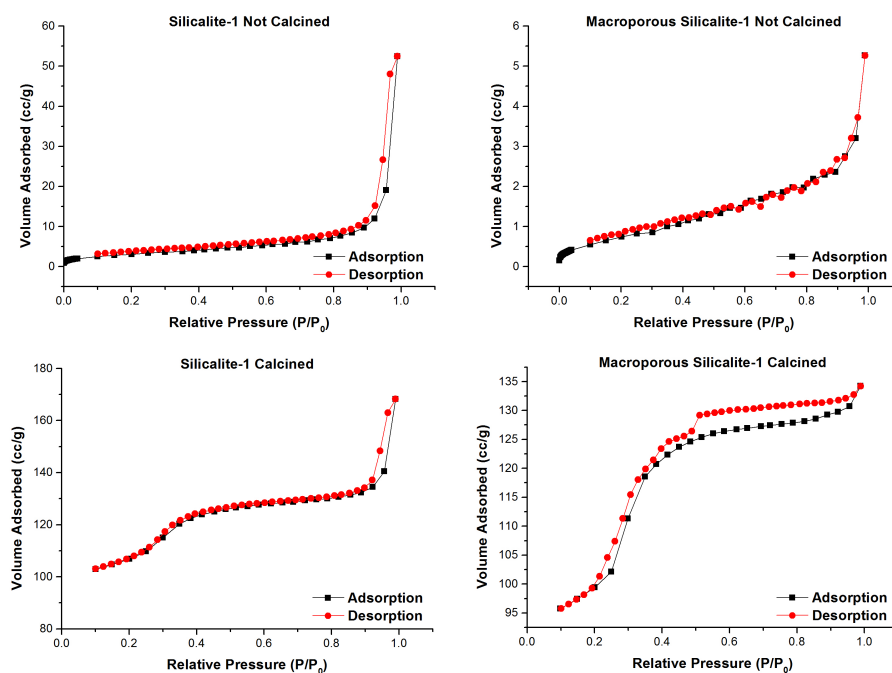 Silicalite-1 Not Calcined
Volume Adsorbed (cc/g)
60
50
40
30
20
10
0
0.0 0.2 0.4 0.6 0.8 1.0
Relative Pressure (P/P0)
Adsorption
Desorption
Macroporous Silicalite-1 Not Calcined
Volume Adsorbed (cc/g)
6
5
4
3
2
1
0
0.0 0.2 0.4 0.6 0.8 1.0
Relative Pressure (P/P0)
Adsorption
Desorption
Silicalite-1 Calcined
Volume Adsorbed (cc/g)
180
160
140
120
100
80
0.0 0.2 0.4 0.6 0.8 1.0
Relative Pressure (P/P0)
Adsorption
Desorption
Macroporous Silicalite-1 Calcined
Volume Adsorbed (cc/g)
135
130
125
120
115
110
105
100
95
0.0 0.2 0.4 0.6 0.8 1.0
Relative Pressure (P/P0)
Adsorption
Desorption